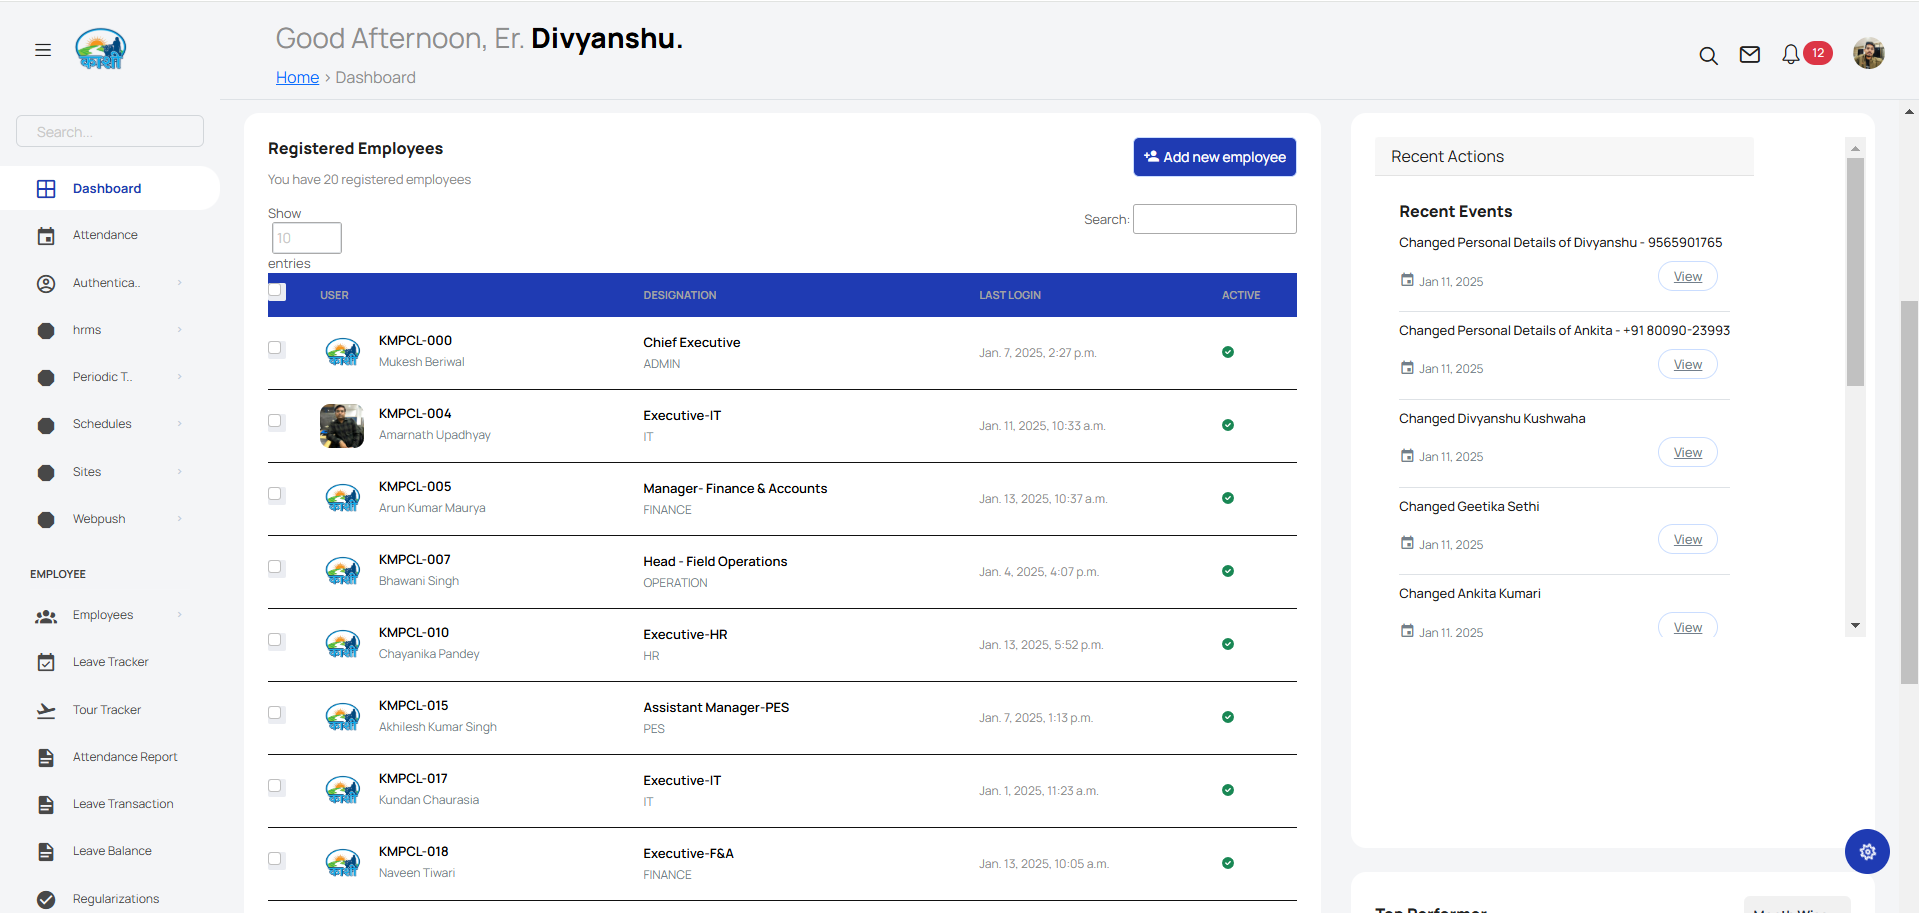 काशी
Good Afternoon, Er. Divyanshu.
Home > Dashboard
12
Search...
Dashboard
Attendance
Authentica..
hrms
Periodic T..
Schedules
Sites
Webpush
EMPLOYEE
Employees
Leave Tracker
Tour Tracker
Attendance Report
Leave Transaction
Leave Balance
Regularizations
Registered Employees
You have 20 registered employees
Add new employee
Show
10
entries
Search:
USER DESIGNATION LAST LOGIN ACTIVE
KMPCL-000 Chief Executive
Mukesh Beriwal ADMIN Jan. 7, 2025, 2:27 p.m.
KMPCL-004 Executive-IT
Amarnath Upadhyay IT Jan. 11, 2025, 10:33 a.m.
KMPCL-005 Manager- Finance & Accounts
Arun Kumar Maurya FINANCE Jan. 13, 2025, 10:37 a.m.
KMPCL-007 Head - Field Operations
Bhawani Singh OPERATION Jan. 4, 2025, 4:07 p.m.
KMPCL-010 Executive-HR
Chayanika Pandey HR Jan. 13, 2025, 5:52 p.m.
KMPCL-015 Assistant Manager-PES
Akhilesh Kumar Singh PES Jan. 7, 2025, 1:13 p.m.
KMPCL-017 Executive-IT
Kundan Chaurasia IT Jan. 1, 2025, 11:23 a.m.
KMPCL-018 Executive-F&A
Naveen Tiwari FINANCE Jan. 13, 2025, 10:05 a.m.
Recent Actions
Recent Events
Changed Personal Details of Divyanshu - 9565901765
Jan 11, 2025 View
Changed Personal Details of Ankita - +91 80090-23993
Jan 11, 2025 View
Changed Divyanshu Kushwaha
Jan 11, 2025 View
Changed Geetika Sethi
Jan 11, 2025 View
Changed Ankita Kumari
Jan 11, 2025 View
Top Performer